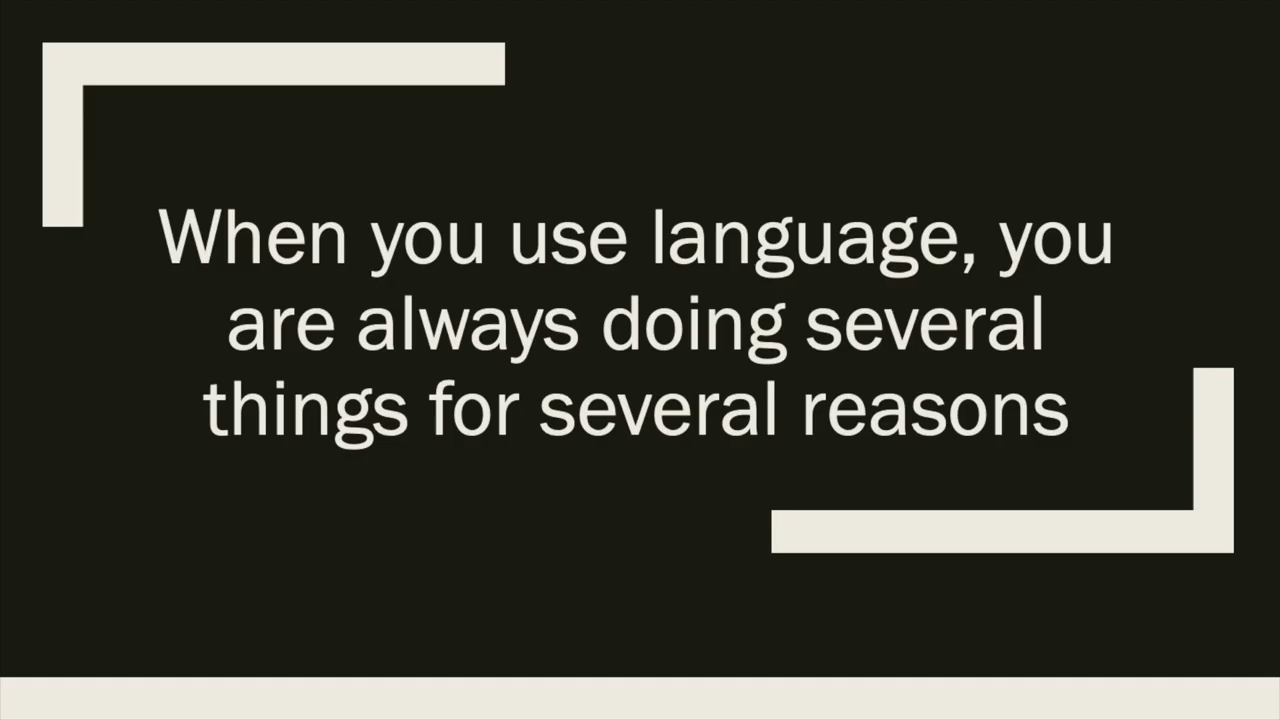 When you use language, you
are always doing several
things for several reasons